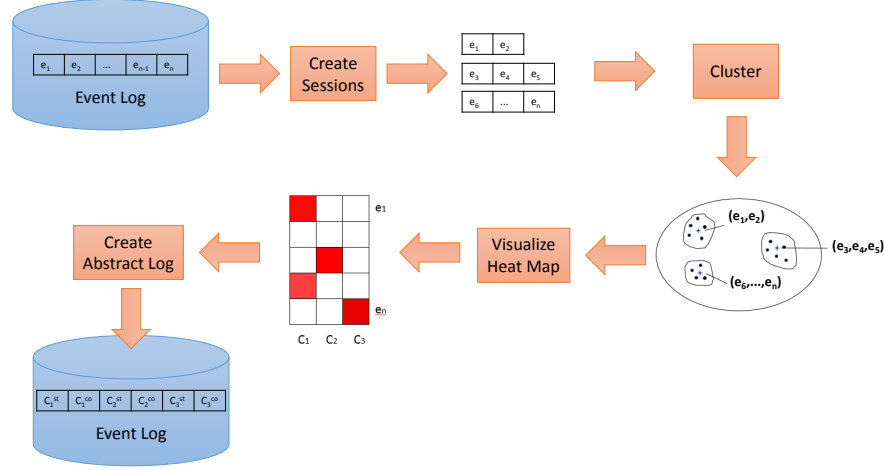 e₁ e₂ ... eₙ₋₁ eₙ
Event Log
Create
Sessions
e₁ e₂
e₃ e₄ e₅
e₆ ... eₙ
Cluster
(e₁,e₂)
(e₃,e₄,e₅)
(e₆,...,eₙ)
Visualize
Heat Map
e₁
eₙ
C₁ C₂ C₃
Create
Abstract Log
C₁ˢᵗ C₁ᶜᵒ C₂ˢᵗ C₂ᶜᵒ C₃ˢᵗ C₃ᶜᵒ
Event Log